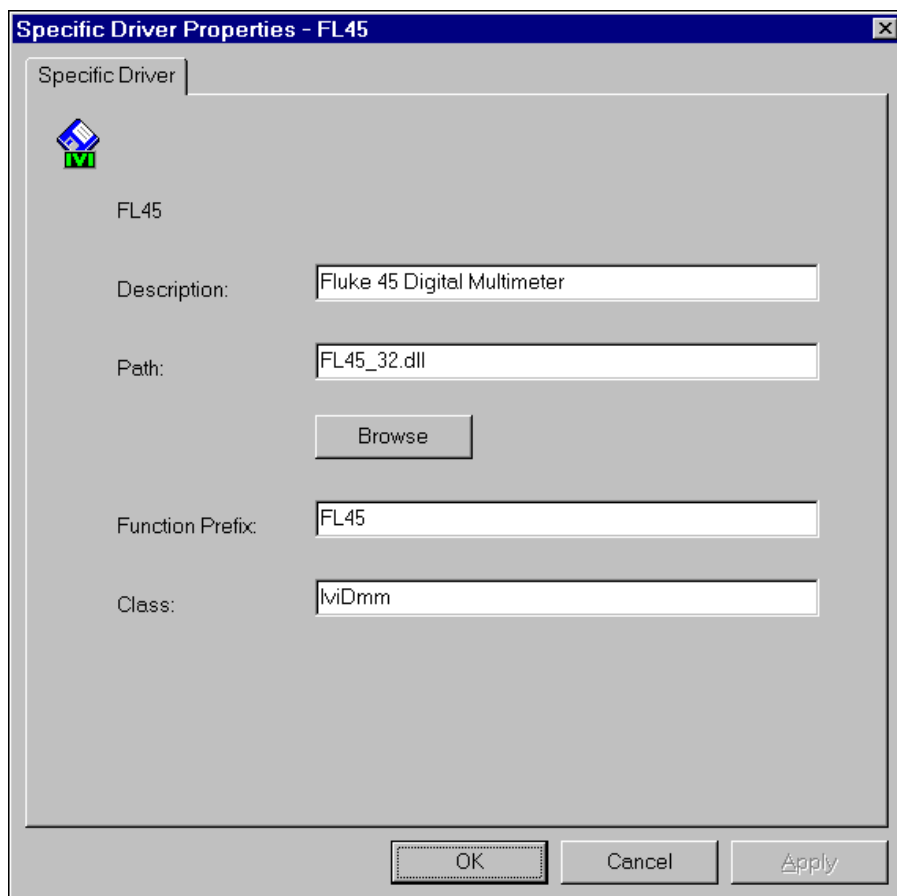 Specific Driver Properties - FL45
Specific Driver
IVI
FL45
Description: Fluke 45 Digital Multimeter
Path: FL45_32.dll
Browse
Function Prefix: FL45
Class: IviDmm
OK Cancel Apply